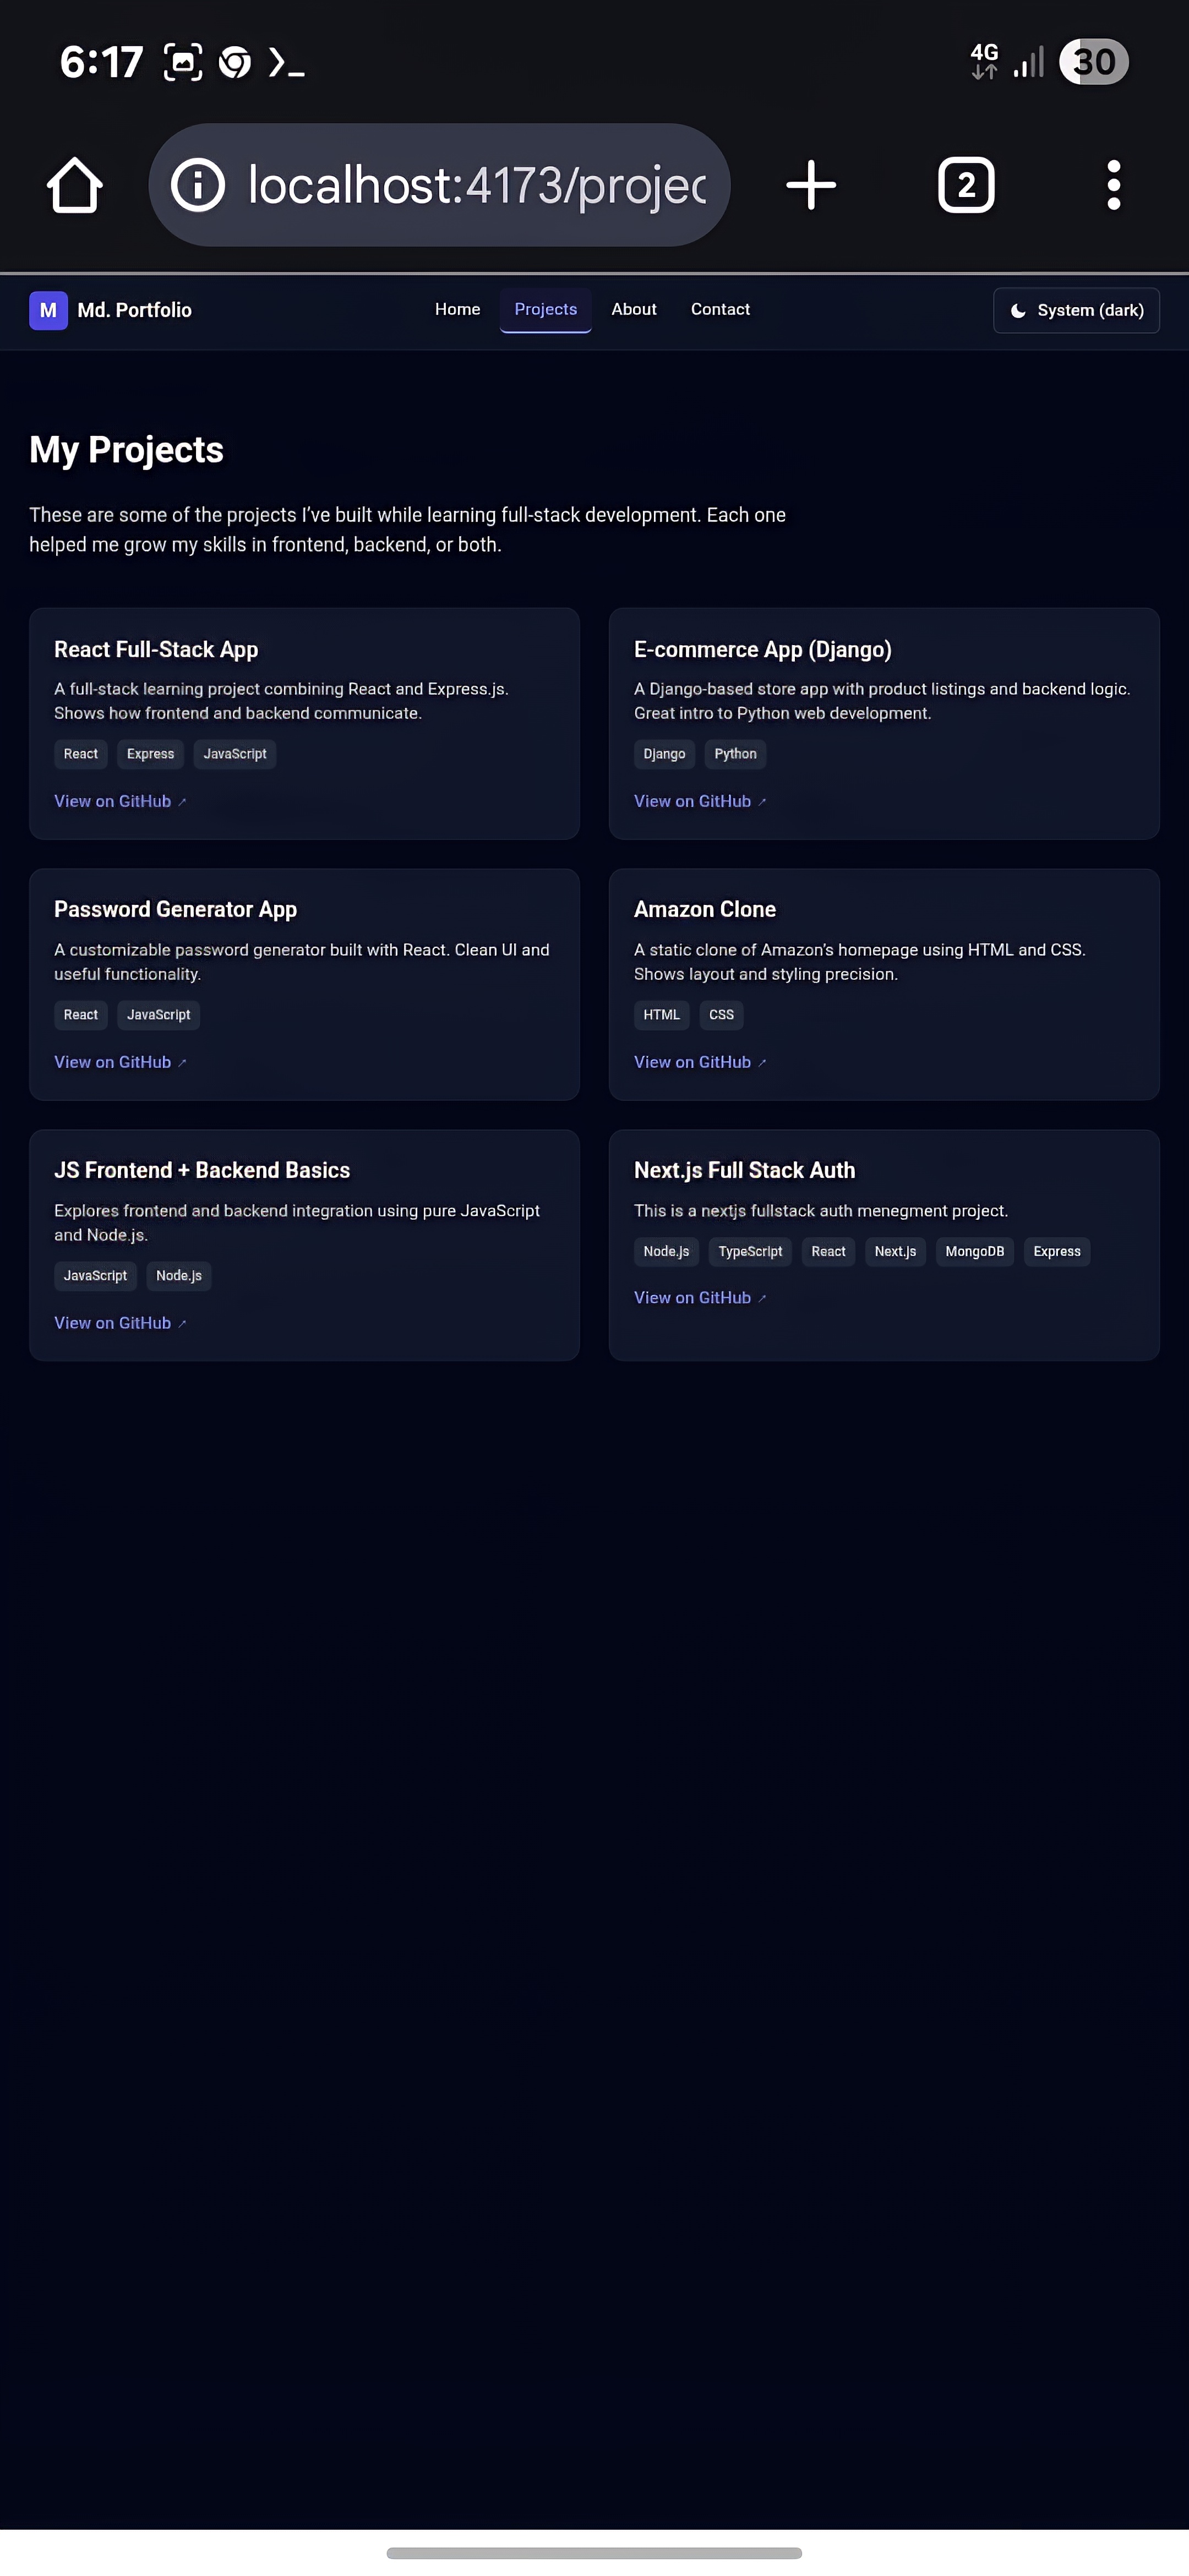 6:17
4G
30
localhost:4173/projec
2
M
Md. Portfolio
Home
Projects
About
Contact
System (dark)
My Projects
These are some of the projects I’ve built while learning full-stack development. Each one
helped me grow my skills in frontend, backend, or both.
React Full-Stack App
A full-stack learning project combining React and Express.js.
Shows how frontend and backend communicate.
React
Express
JavaScript
View on GitHub ↗
E-commerce App (Django)
A Django-based store app with product listings and backend logic.
Great intro to Python web development.
Django
Python
View on GitHub ↗
Password Generator App
A customizable password generator built with React. Clean UI and
useful functionality.
React
JavaScript
View on GitHub ↗
Amazon Clone
A static clone of Amazon’s homepage using HTML and CSS.
Shows layout and styling precision.
HTML
CSS
View on GitHub ↗
JS Frontend + Backend Basics
Explores frontend and backend integration using pure JavaScript
and Node.js.
JavaScript
Node.js
View on GitHub ↗
Next.js Full Stack Auth
This is a nextjs fullstack auth menegment project.
Node.js
TypeScript
React
Next.js
MongoDB
Express
View on GitHub ↗